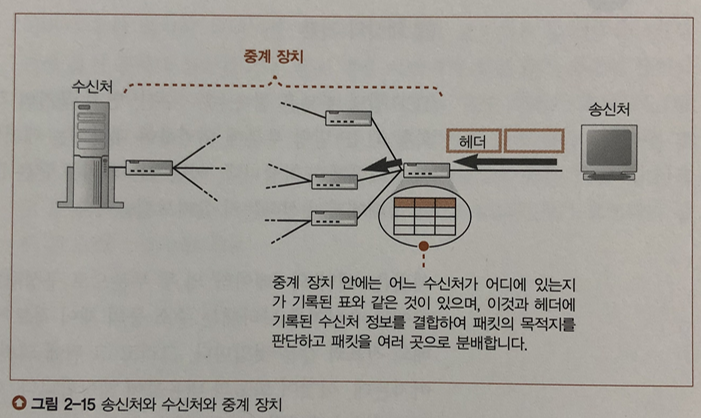 중계 장치
수신처
송신처
헤더
중계 장치 안에는 어느 수신처가 어디에 있는지
가 기록된 표와 같은 것이 있으며, 이것과 헤더에
기록된 수신처 정보를 결합하여 패킷의 목적지를
판단하고 패킷을 여러 곳으로 분배합니다.
그림 2-15 송신처와 수신처와 중계 장치